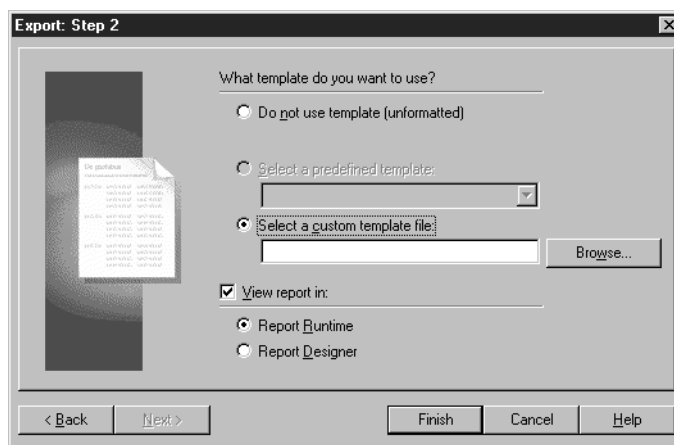 Export: Step 2
What template do you want to use?
Do not use template (unformatted)
Select a predefined template:
Select a custom template file:
Browse...
View report in:
Report Runtime
Report Designer
< Back Next > Finish Cancel Help